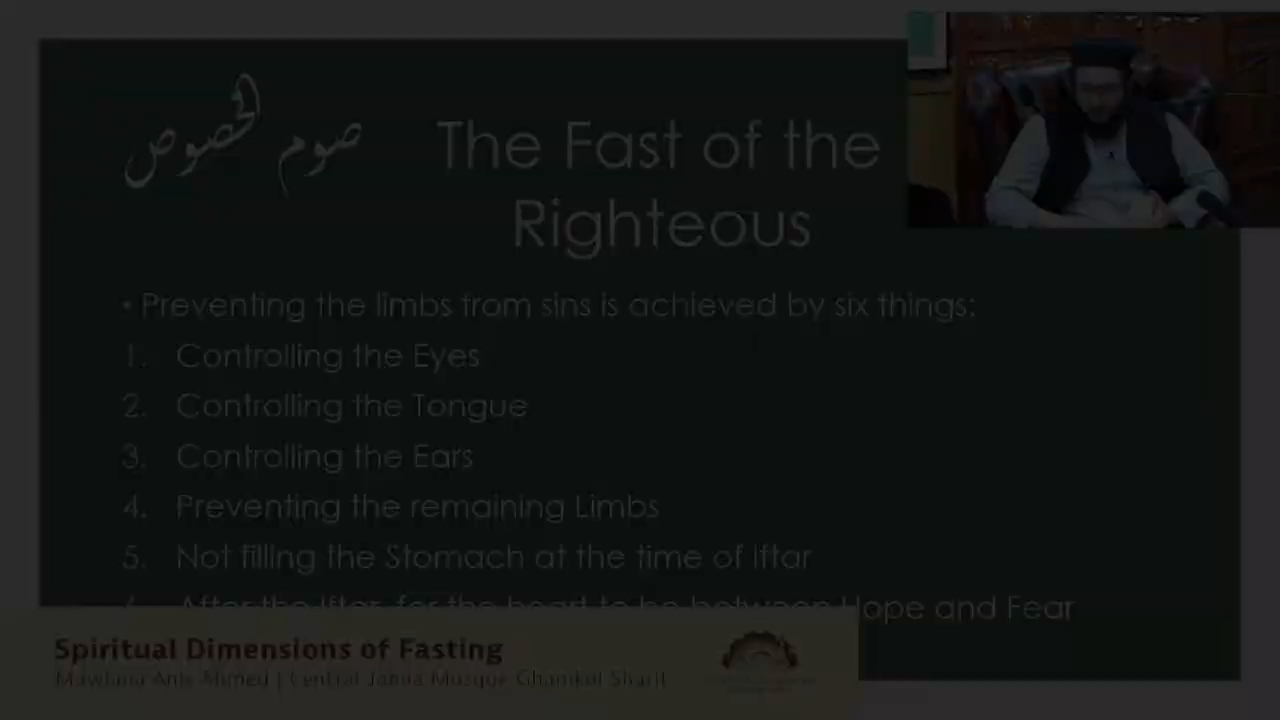 صوم الخصوص
The Fast of the
Righteous
• Preventing the limbs from sins is achieved by six things:
1. Controlling the Eyes
2. Controlling the Tongue
3. Controlling the Ears
4. Preventing the remaining Limbs
5. Not filling the Stomach at the time of Iftar
After the Iftar, for the heart to be between Hope and Fear
Spiritual Dimensions of Fasting
Mawlana Anis Ahmed | Central Jamia Mosque Ghamkol Sharif